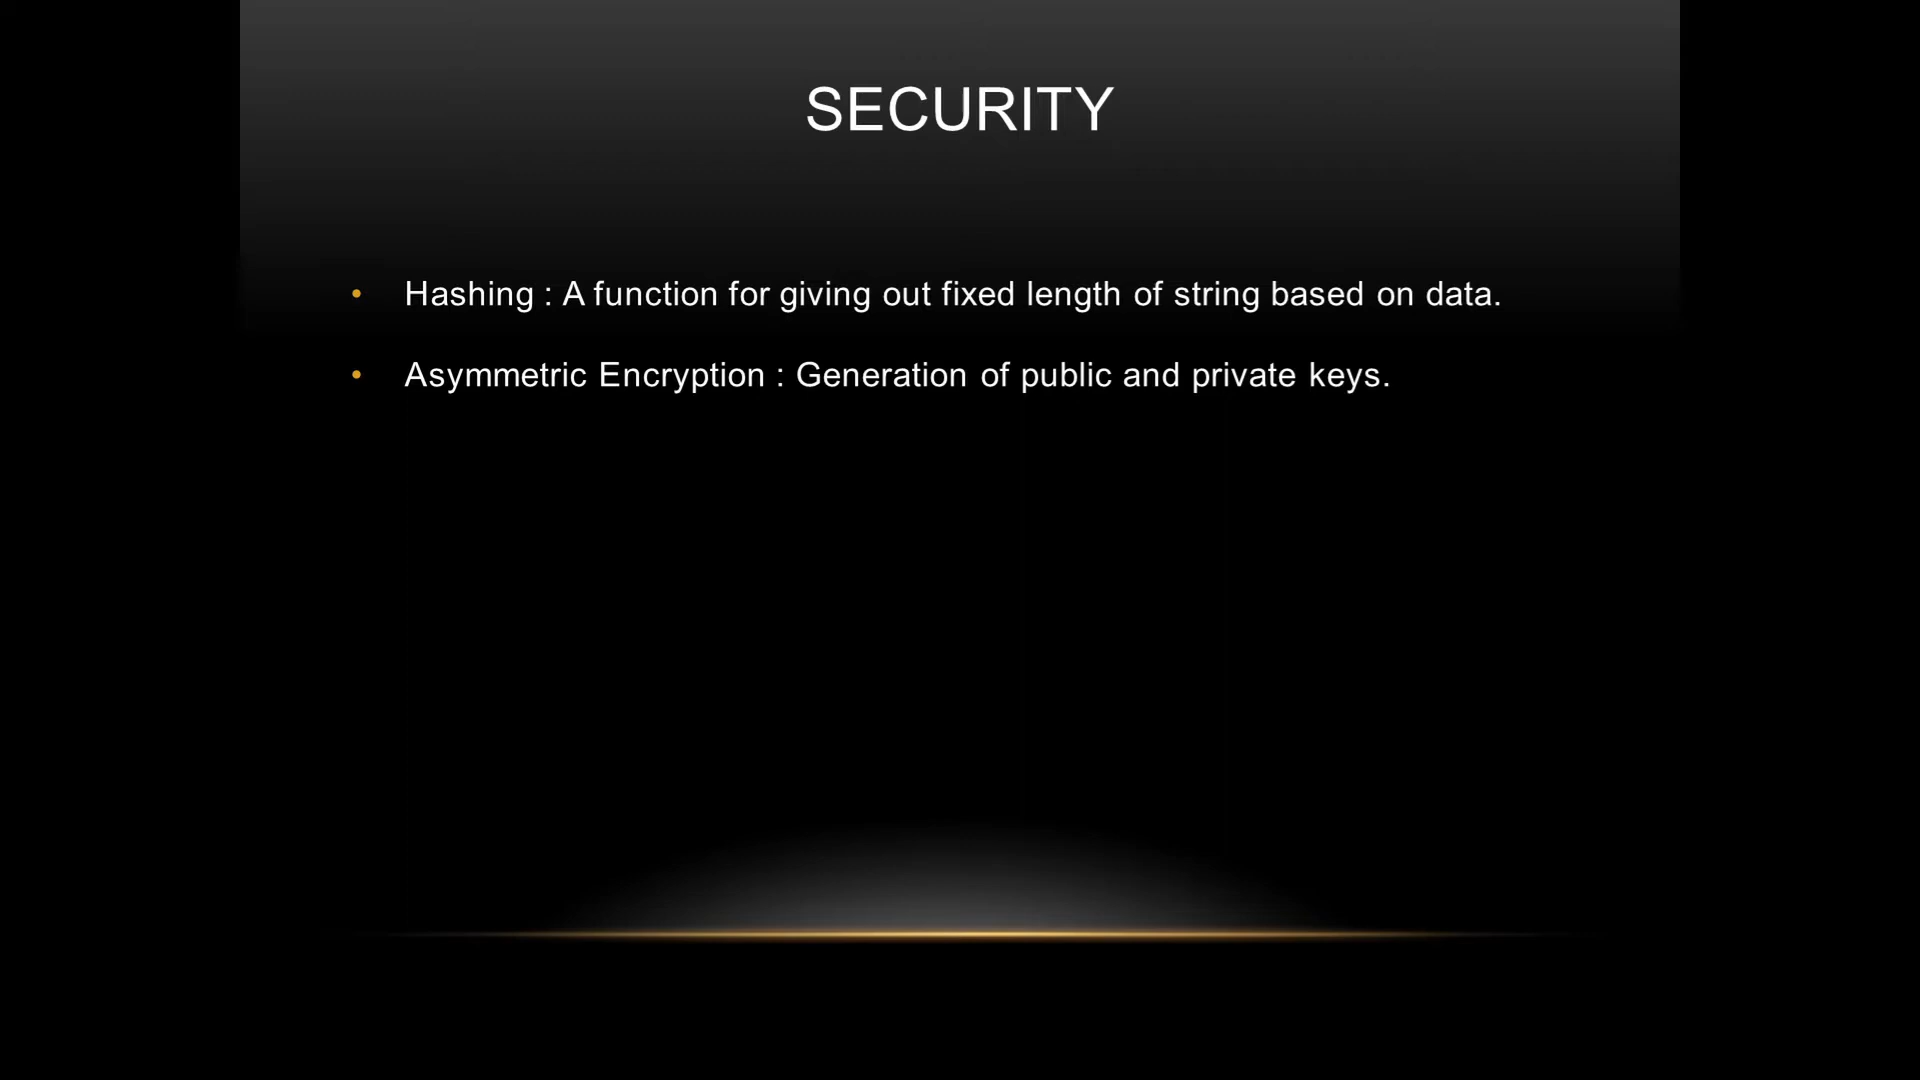 SECURITY
• Hashing : A function for giving out fixed length of string based on data.
• Asymmetric Encryption : Generation of public and private keys.